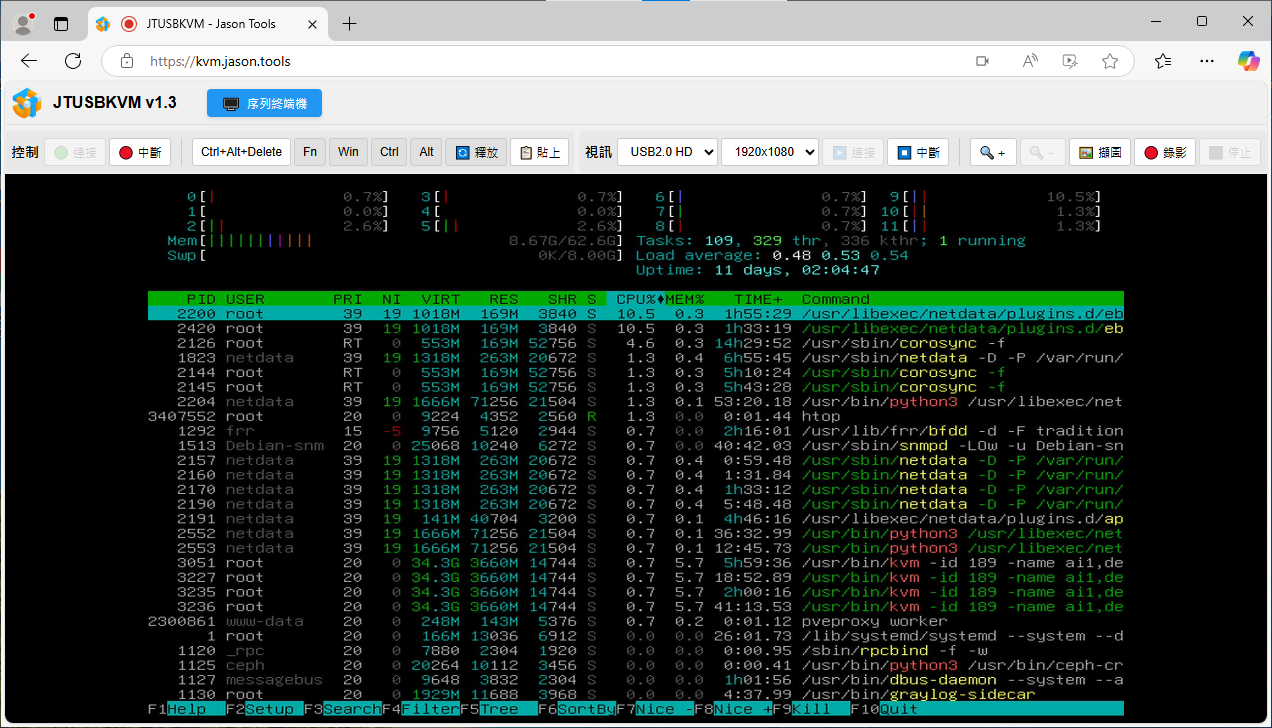 JTUSBKVM - Jason Tools
https://kvm.jason.tools
JTUSBKVM v1.3 序列終端機
控制 連接 中斷 Ctrl+Alt+Delete Fn Win Ctrl Alt 釋放 貼上 視訊 USB2.0 HD 1920x1080 連接 中斷 + - 擷圖 錄影 停止
0[| 0.7%] 3[| 0.7%] 6[| 0.7%] 9[|| 10.5%]
1[ 0.0%] 4[ 0.0%] 7[| 0.7%] 10[|| 1.3%]
2[|| 2.6%] 5[|| 2.6%] 8[| 0.7%] 11[|| 1.3%]
Mem[|||||||||||| 8.67G/62.6G] Tasks: 109, 329 thr, 336 kthr; 1 running
Swp[ 0K/8.00G] Load average: 0.48 0.53 0.54
Uptime: 11 days, 02:04:47
PID USER PRI NI VIRT RES SHR S CPU% MEM% TIME+ Command
2200 root 39 19 1018M 169M 3840 S 10.5 0.3 1h55:29 /usr/libexec/netdata/plugins.d/eb
2420 root 39 19 1018M 169M 3840 S 10.5 0.3 1h33:19 /usr/libexec/netdata/plugins.d/eb
2126 root RT 0 553M 169M 52756 S 4.6 0.3 14h29:52 /usr/sbin/corosync -f
1823 netdata 39 19 1318M 263M 20672 S 1.3 0.4 6h55:45 /usr/sbin/netdata -D -P /var/run/
2144 root RT 0 553M 169M 52756 S 1.3 0.3 5h10:24 /usr/sbin/corosync -f
2145 root RT 0 553M 169M 52756 S 1.3 0.3 5h43:28 /usr/sbin/corosync -f
2204 netdata 39 19 1666M 71256 21504 S 1.3 0.1 53:20.18 /usr/bin/python3 /usr/libexec/net
3407552 root 20 0 9224 4352 2560 R 1.3 0.0 0:01.44 htop
1292 frr 15 -5 9756 5120 2944 S 0.7 0.0 2h16:01 /usr/lib/frr/bfdd -d -F tradition
1513 Debian-snm 20 0 25068 10240 6272 S 0.7 0.0 40:42.03 /usr/sbin/snmpd -LOw -u Debian-sn
2157 netdata 39 19 1318M 263M 20672 S 0.7 0.4 0:59.48 /usr/sbin/netdata -D -P /var/run/
2160 netdata 39 19 1318M 263M 20672 S 0.7 0.4 1:31.84 /usr/sbin/netdata -D -P /var/run/
2170 netdata 39 19 1318M 263M 20672 S 0.7 0.4 1h33:12 /usr/sbin/netdata -D -P /var/run/
2190 netdata 39 19 1318M 263M 20672 S 0.7 0.4 5:48.48 /usr/sbin/netdata -D -P /var/run/
2191 netdata 39 19 141M 40704 3200 S 0.7 0.1 4h46:16 /usr/libexec/netdata/plugins.d/ap
2552 netdata 39 19 1666M 71256 21504 S 0.7 0.1 36:32.99 /usr/bin/python3 /usr/libexec/net
2553 netdata 39 19 1666M 71256 21504 S 0.7 0.1 12:45.73 /usr/bin/python3 /usr/libexec/net
3051 root 20 0 34.3G 3660M 14744 S 0.7 5.7 5h59:36 /usr/bin/kvm -id 189 -name ai1,de
3227 root 20 0 34.3G 3660M 14744 S 0.7 5.7 18:52.89 /usr/bin/kvm -id 189 -name ai1,de
3235 root 20 0 34.3G 3660M 14744 S 0.7 5.7 2h00:16 /usr/bin/kvm -id 189 -name ai1,de
3236 root 20 0 34.3G 3660M 14744 S 0.7 5.7 41:13.53 /usr/bin/kvm -id 189 -name ai1,de
2300861 www-data 20 0 248M 143M 5376 S 0.7 0.2 0:01.12 pveproxy worker
1 root 20 0 166M 13036 6912 S 0.0 0.0 26:01.73 /lib/systemd/systemd --system --d
1120 _rpc 20 0 7880 2304 1920 S 0.0 0.0 0:00.95 /sbin/rpcbind -f -w
1125 ceph 20 0 20264 10112 3456 S 0.0 0.0 0:00.41 /usr/bin/python3 /usr/bin/ceph-cr
1127 messagebus 20 0 9648 3832 2304 S 0.0 0.0 1h01:56 /usr/bin/dbus-daemon --system --a
1130 root 20 0 1929M 11688 3968 S 0.0 0.0 4:37.99 /usr/bin/graylog-sidecar
F1Help F2Setup F3SearchF4FilterF5Tree F6SortByF7Nice -F8Nice +F9Kill F10Quit